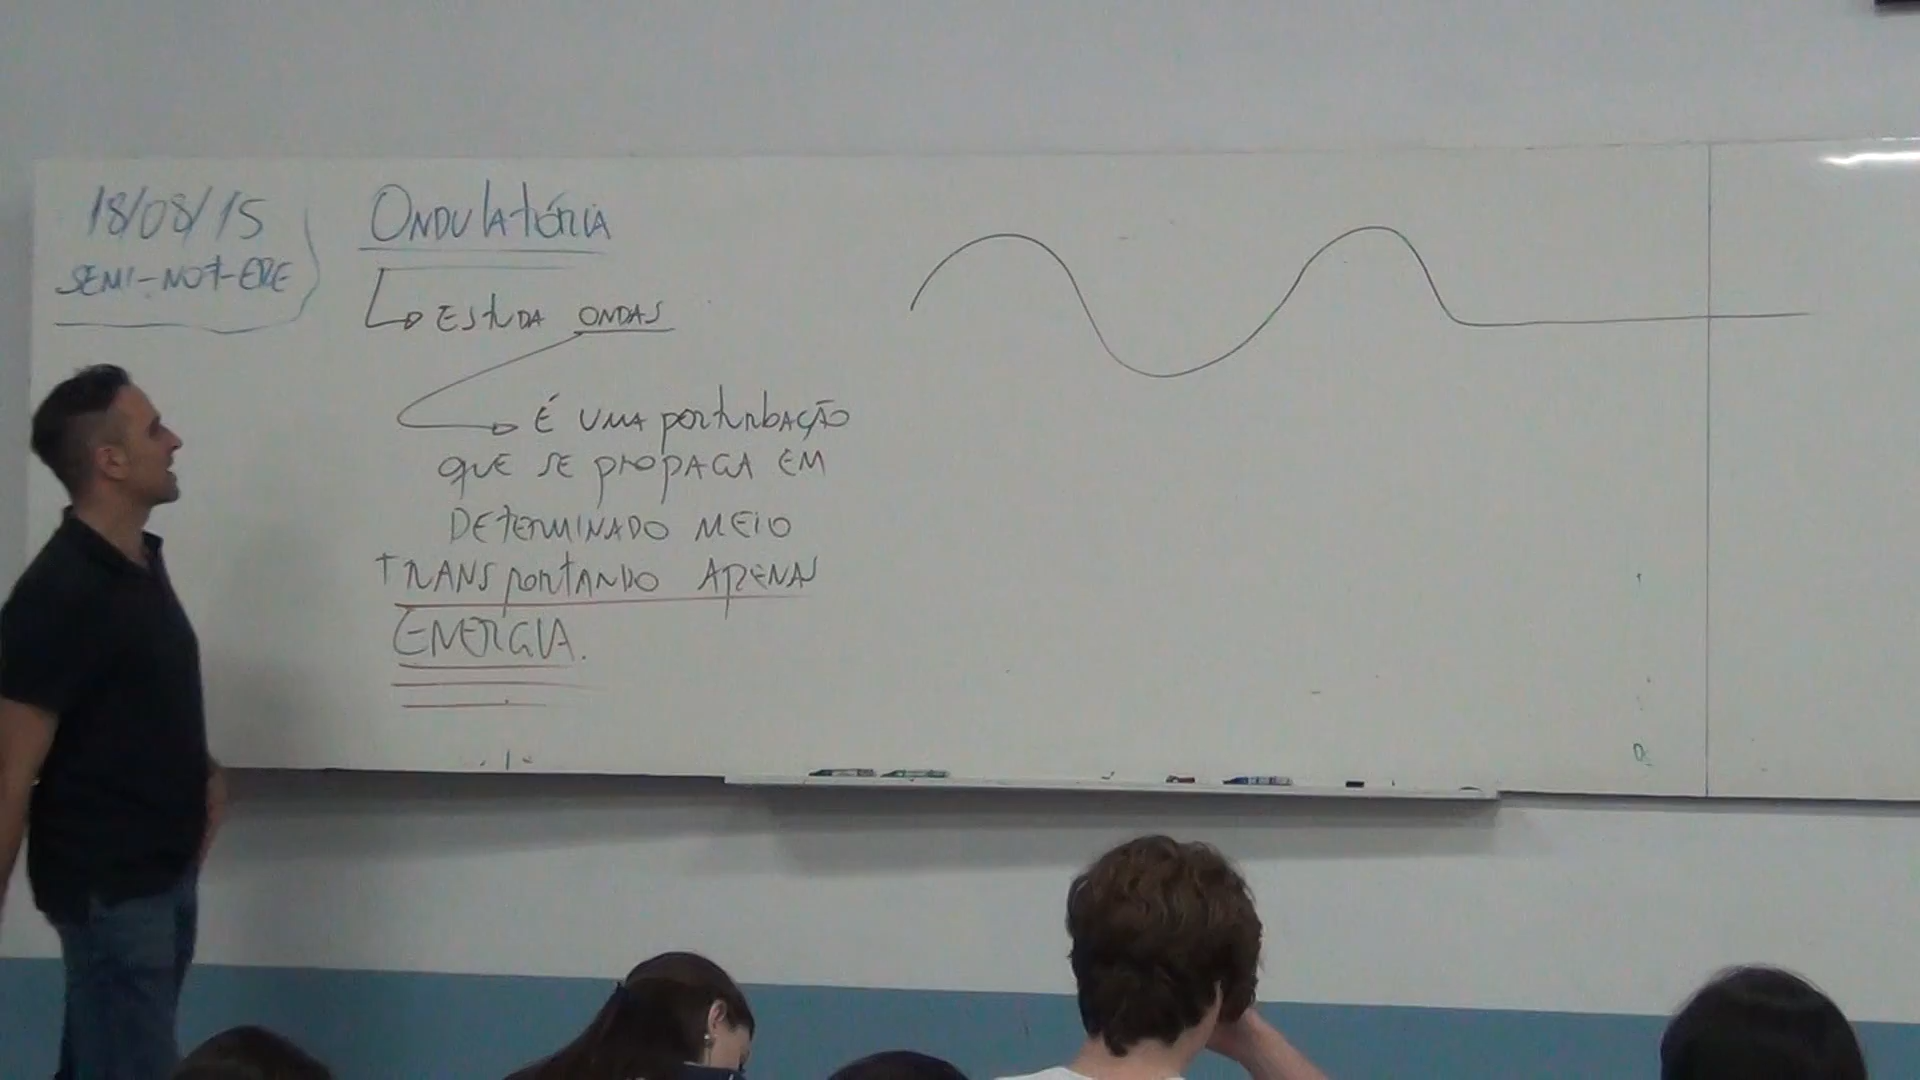 18/08/15
SEMI-NOT-ERE
ONDULATÓRIA
ESTUDA ONDAS
É UMA perturbAÇÃO
QUE SE propAGA EM
DETERMINADO MEIO
TRANSportANDO APENAS
ENERGIA.